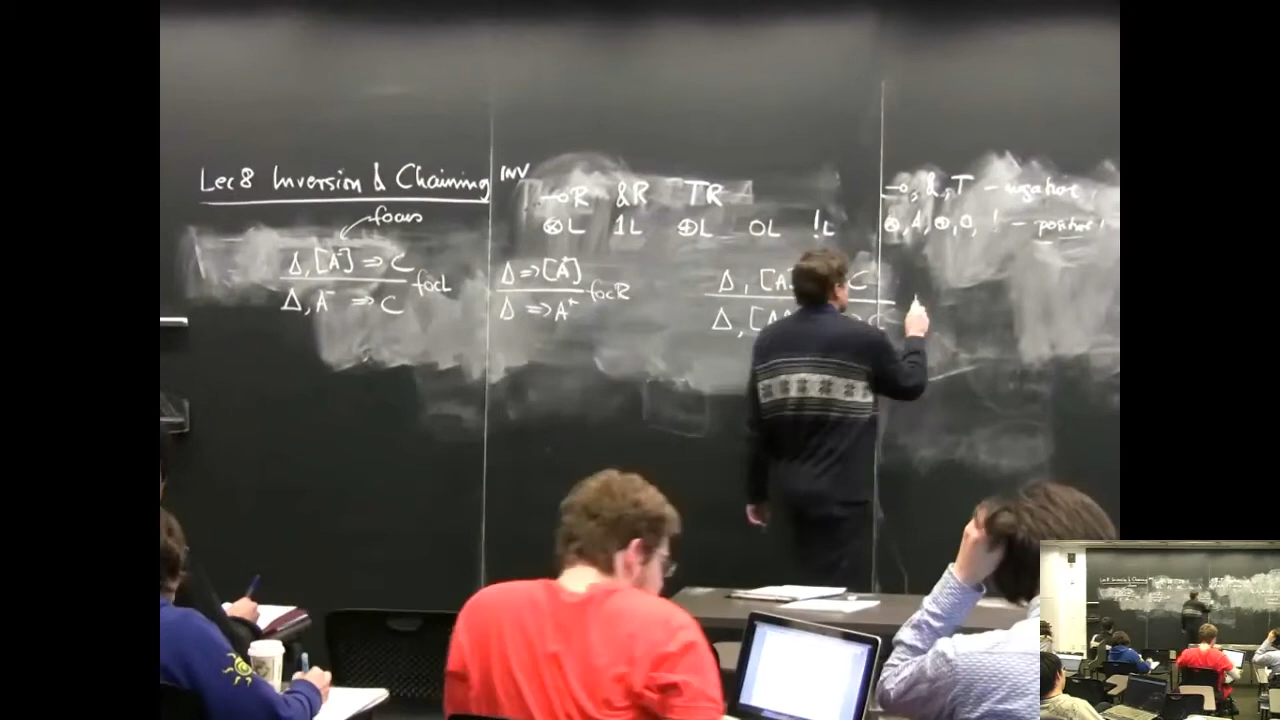 Lec 8 Inversion & Chaining
focus
Δ, [A⁻] ⇒ C
Δ, A⁻ ⇒ C
focL
INV
⊸R &R ⊤R
⊗L 1L ⊕L 0L !L
Δ ⇒ [A⁺]
Δ ⇒ A⁺
focR
Δ, [A C
Δ, [A
⊸, &, ⊤ – negative
⊗, 1, ⊕, 0, ! – positive